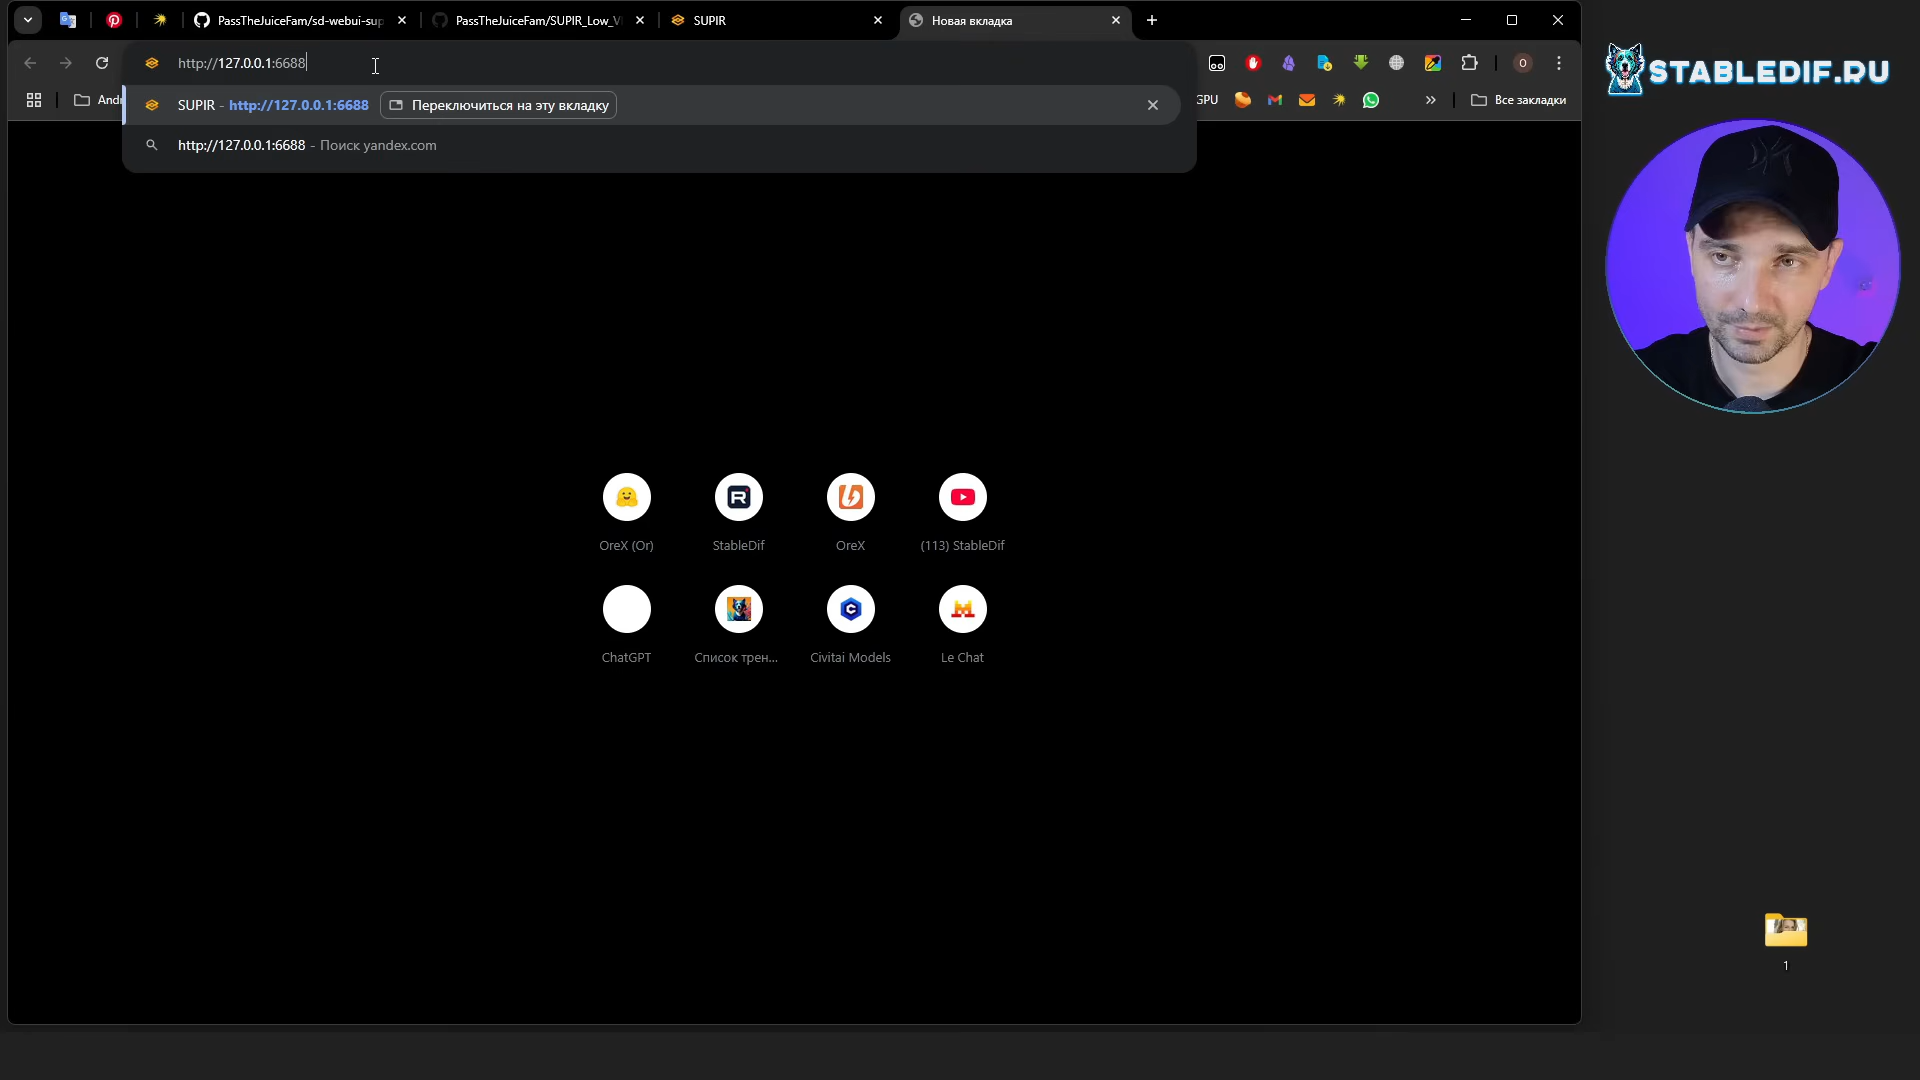 PassTheJuiceFam/sd-webui-sup
PassTheJuiceFam/SUPIR_Low_V
SUPIR
Новая вкладка
http://127.0.0.1:6688
O
Andr
GPU
Все закладки
SUPIR - http://127.0.0.1:6688
Переключиться на эту вкладку
http://127.0.0.1:6688 - Поиск yandex.com
STABLEDIF.RU
OreX (Or)
StableDif
OreX
(113) StableDif
ChatGPT
Список трен...
Civitai Models
Le Chat
1